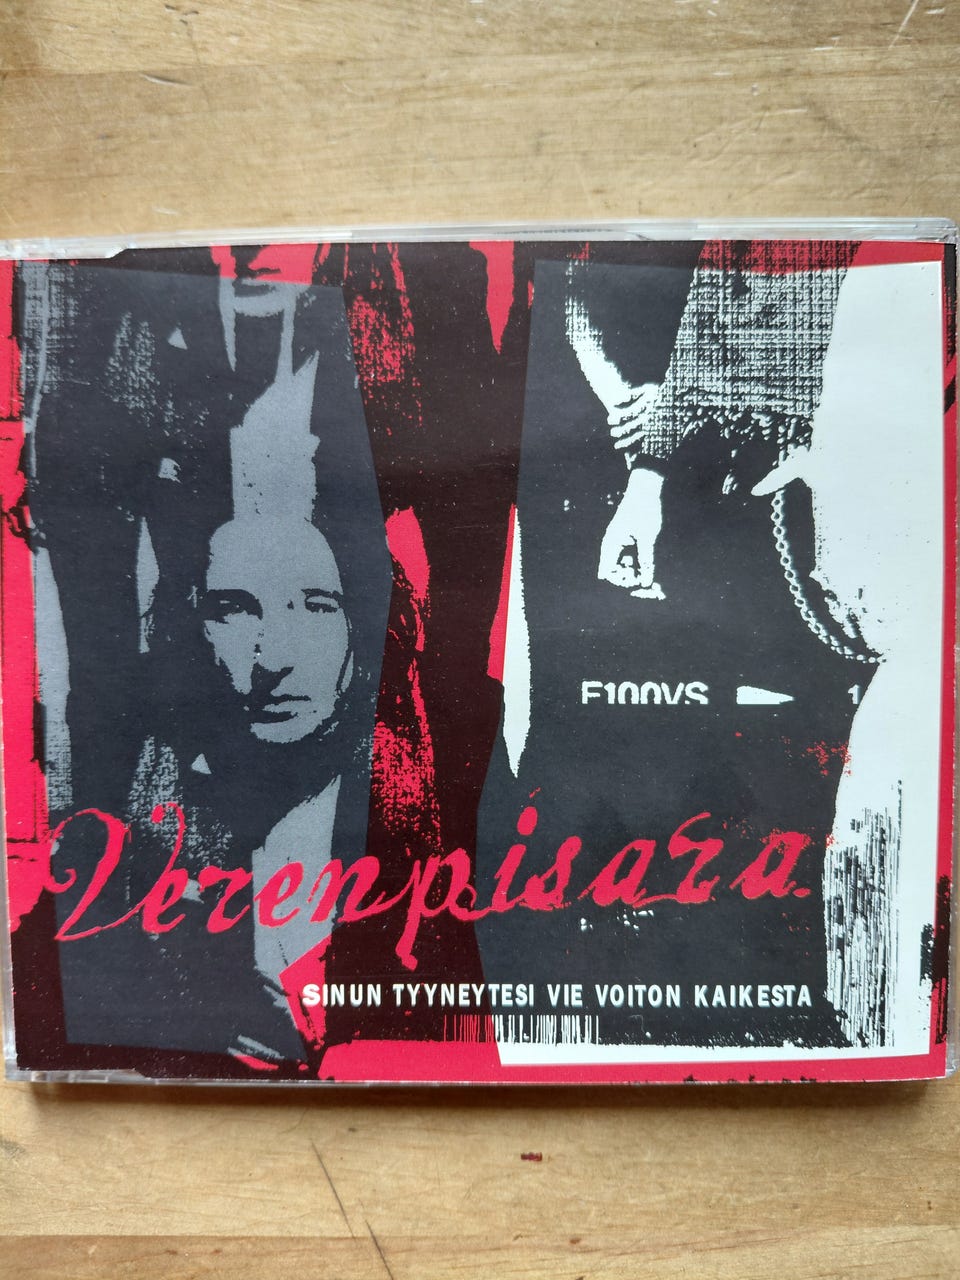 F100VS
Verenpisara
SINUN TYYNEYTESI VIE VOITON KAIKESTA